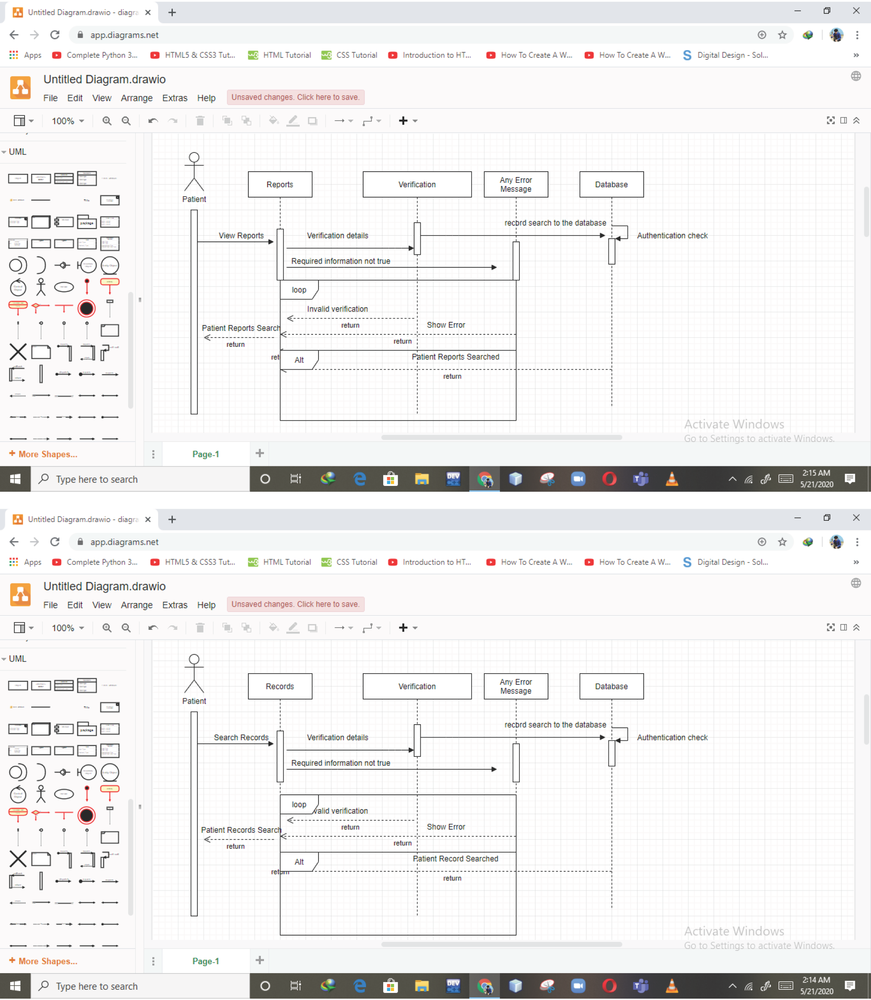 Untitled Diagram.drawio - diagra
app.diagrams.net
Apps Complete Python 3... HTML5 & CSS3 Tut... HTML Tutorial CSS Tutorial Introduction to HT... How To Create A W... How To Create A W... Digital Design - Sol...
Untitled Diagram.drawio
File Edit View Arrange Extras Help Unsaved changes. Click here to save.
100%
UML
package
Patient
Reports
Verification
Any Error
Message
Database
record search to the database
View Reports
Verification details
Authentication check
Required information not true
loop
Invalid verification
return
Show Error
Patient Reports Search
return
return
ret
Alt
Patient Reports Searched
return
Activate Windows
Go to Settings to activate Windows.
+ More Shapes...
Page-1
Type here to search
DEV
C++
2:15 AM
5/21/2020
Untitled Diagram.drawio - diagra
app.diagrams.net
Apps Complete Python 3... HTML5 & CSS3 Tut... HTML Tutorial CSS Tutorial Introduction to HT... How To Create A W... How To Create A W... Digital Design - Sol...
Untitled Diagram.drawio
File Edit View Arrange Extras Help Unsaved changes. Click here to save.
100%
UML
package
Patient
Records
Verification
Any Error
Message
Database
record search to the database
Search Records
Verification details
Authentication check
Required information not true
loop
valid verification
return
Show Error
Patient Records Search
return
return
Alt
Patient Record Searched
return
return
Activate Windows
Go to Settings to activate Windows.
+ More Shapes...
Page-1
Type here to search
DEV
C++
2:14 AM
5/21/2020